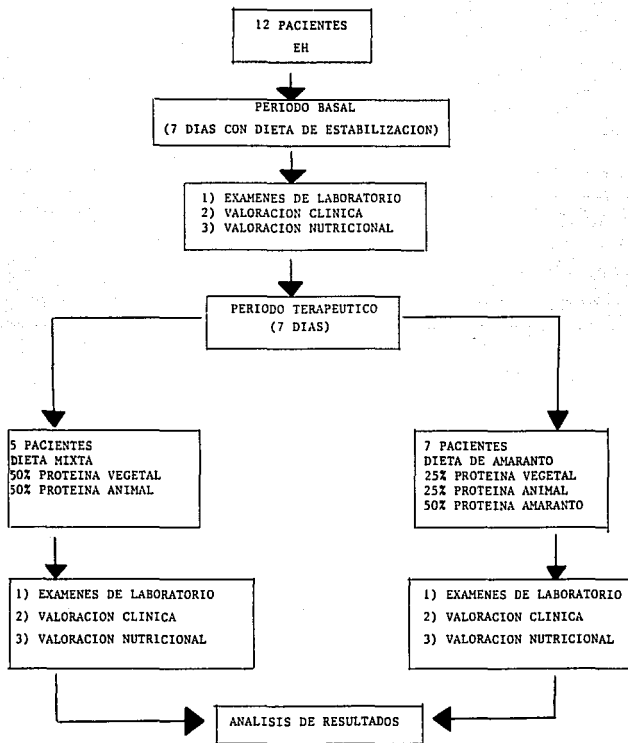 12 PACIENTES
EH
PERIODO BASAL
(7 DIAS CON DIETA DE ESTABILIZACION)
1) EXAMENES DE LABORATORIO
2) VALORACION CLINICA
3) VALORACION NUTRICIONAL
PERIODO TERAPEUTICO
(7 DIAS)
5 PACIENTES
DIETA MIXTA
50% PROTEINA VEGETAL
50% PROTEINA ANIMAL
7 PACIENTES
DIETA DE AMARANTO
25% PROTEINA VEGETAL
25% PROTEINA ANIMAL
50% PROTEINA AMARANTO
1) EXAMENES DE LABORATORIO
2) VALORACION CLINICA
3) VALORACION NUTRICIONAL
1) EXAMENES DE LABORATORIO
2) VALORACION CLINICA
3) VALORACION NUTRICIONAL
ANALISIS DE RESULTADOS